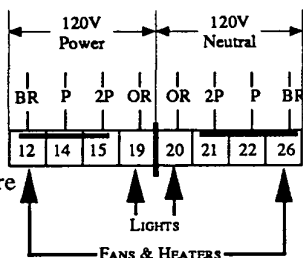 120V 120V
Power Neutral
BR P 2P OR OR 2P P BR
12 14 15 19 20 21 22 26
re
LIGHTS
FANS & HEATERS